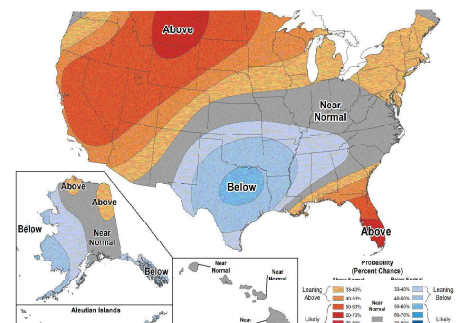 Above
Near
Normal
Below
Above
Above
Above
Below
Near
Normal
Below
Aleutian Islands
Near
Normal
Near
Normal
Near
Probability
(Percent Chance)
Leaning
Above
Likely
Above
33-40%
40-50%
50-60%
60-70%
Near
Normal
33-40%
40-50%
50-60%
60-70%
Leaning
Below
Likely